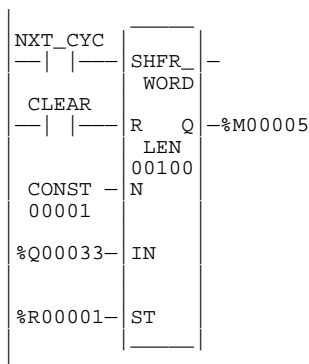 NXT_CYC
SHFR_
WORD
CLEAR
R Q %M00005
LEN
00100
CONST N
00001
%Q00033 IN
%R00001 ST